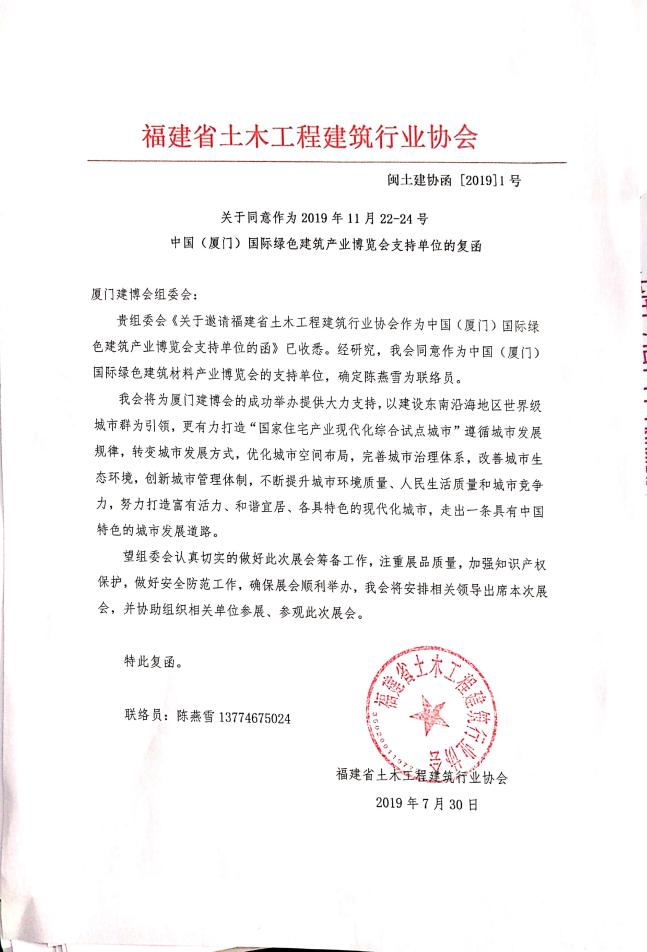 福建省土木工程建筑行业协会
闽土建协函 [2019]1 号
关于同意作为 2019 年 11 月 22-24 号
中国（厦门）国际绿色建筑产业博览会支持单位的复函
厦门建博会组委会：
贵组委会《关于邀请福建省土木工程建筑行业协会作为中国（厦门）国际绿
色建筑产业博览会支持单位的函》已收悉。经研究，我会同意作为中国（厦门）
国际绿色建筑材料产业博览会的支持单位，确定陈燕雪为联络员。
我会将为厦门建博会的成功举办提供大力支持，以建设东南沿海地区世界级
城市群为引领，更有力打造“国家住宅产业现代化综合试点城市”遵循城市发展
规律，转变城市发展方式，优化城市空间布局，完善城市治理体系，改善城市生
态环境，创新城市管理体制，不断提升城市环境质量、人民生活质量和城市竞争
力，努力打造富有活力、和谐宜居、各具特色的现代化城市，走出一条具有中国
特色的城市发展道路。
望组委会认真切实的做好此次展会筹备工作，注重展品质量，加强知识产权
保护，做好安全防范工作，确保展会顺利举办，我会将安排相关领导出席本次展
会，并协助组织相关单位参展、参观此次展会。
特此复函。
福建省土木工程建筑行业协会
联络员：陈燕雪 13774675024
福建省土木工程建筑行业协会
2019 年 7 月 30 日